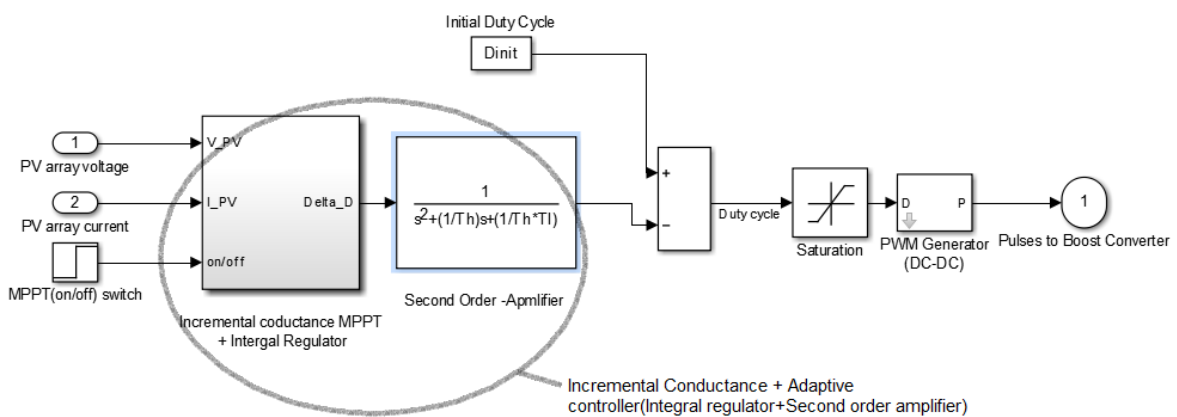 Initial Duty Cycle
Dinit
1
PV array voltage
2
PV array current
MPPT(on/off) switch
V_PV
I_PV
on/off
Delta_D
Incremental coductance MPPT
+ Intergal Regulator
1
s^2+(1/Th)s+(1/Th*Tl)
Second Order -Apmlifier
+
−
Duty cycle
Saturation
D
P
PWM Generator
(DC-DC)
1
Pulses to Boost Converter
Incremental Conductance + Adaptive
controller(Integral regulator+Second order amplifier)